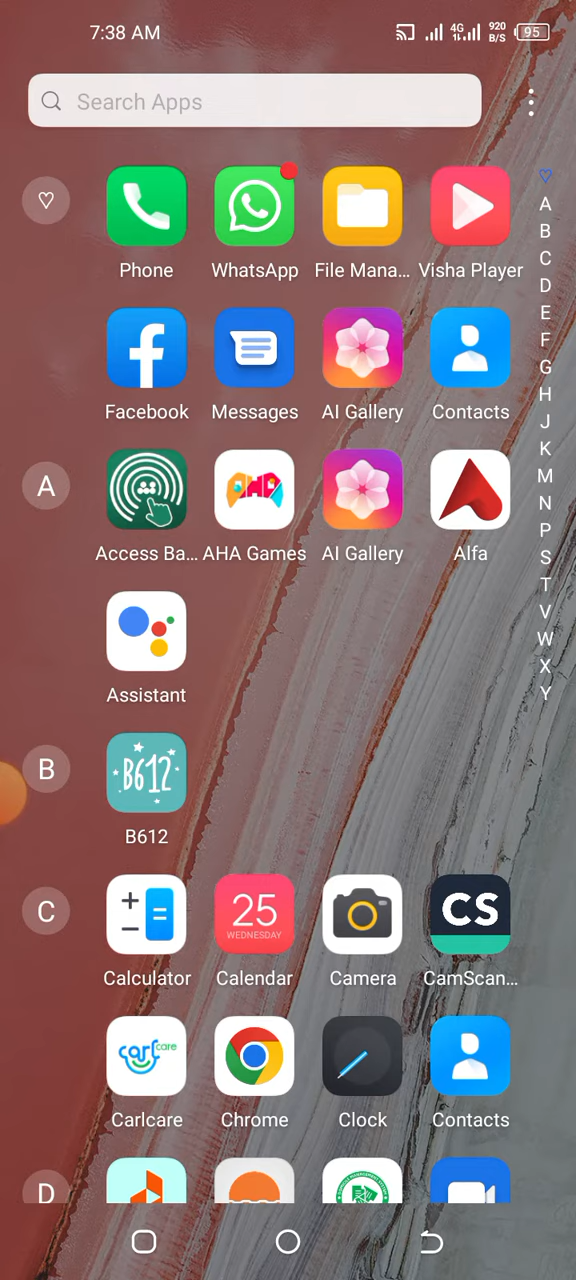 7:38 AM 4G 920 B/S 95
Search Apps
Phone WhatsApp File Mana... Visha Player
Facebook Messages AI Gallery Contacts
A
AHA
Access Ba... AHA Games AI Gallery Alfa
Assistant
B
B612
B612
C
25
WEDNESDAY
CS
Calculator Calendar Camera CamScan...
carlcare
Carlcare Chrome Clock Contacts
D
A
B
C
D
E
F
G
H
J
K
M
N
P
S
T
V
W
X
Y